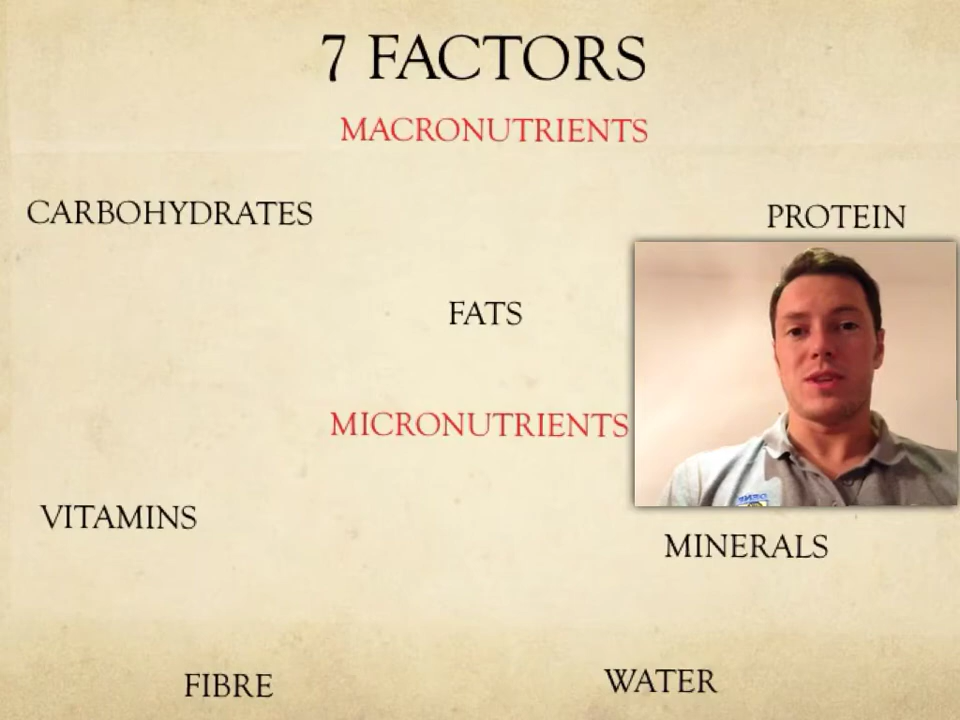 7 FACTORS
MACRONUTRIENTS
CARBOHYDRATES
PROTEIN
FATS
MICRONUTRIENTS
VITAMINS
MINERALS
FIBRE
WATER